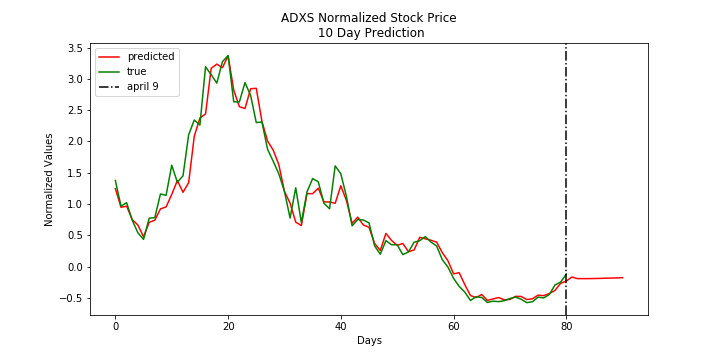 ADXS Normalized Stock Price
10 Day Prediction
predicted
true
april 9
Normalized Values
3.5
3.0
2.5
2.0
1.5
1.0
0.5
0.0
−0.5
0
20
40
60
80
Days